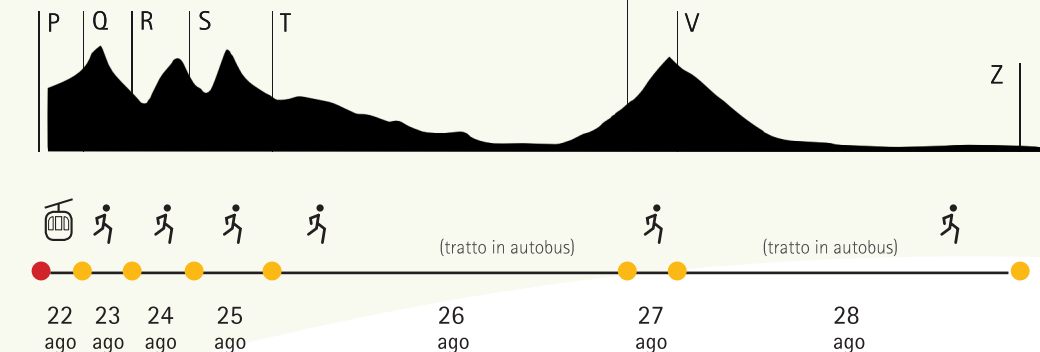 P Q R S T V
Z
(tratto in autobus) (tratto in autobus)
22 23 24 25 26 27 28
ago ago ago ago ago ago ago